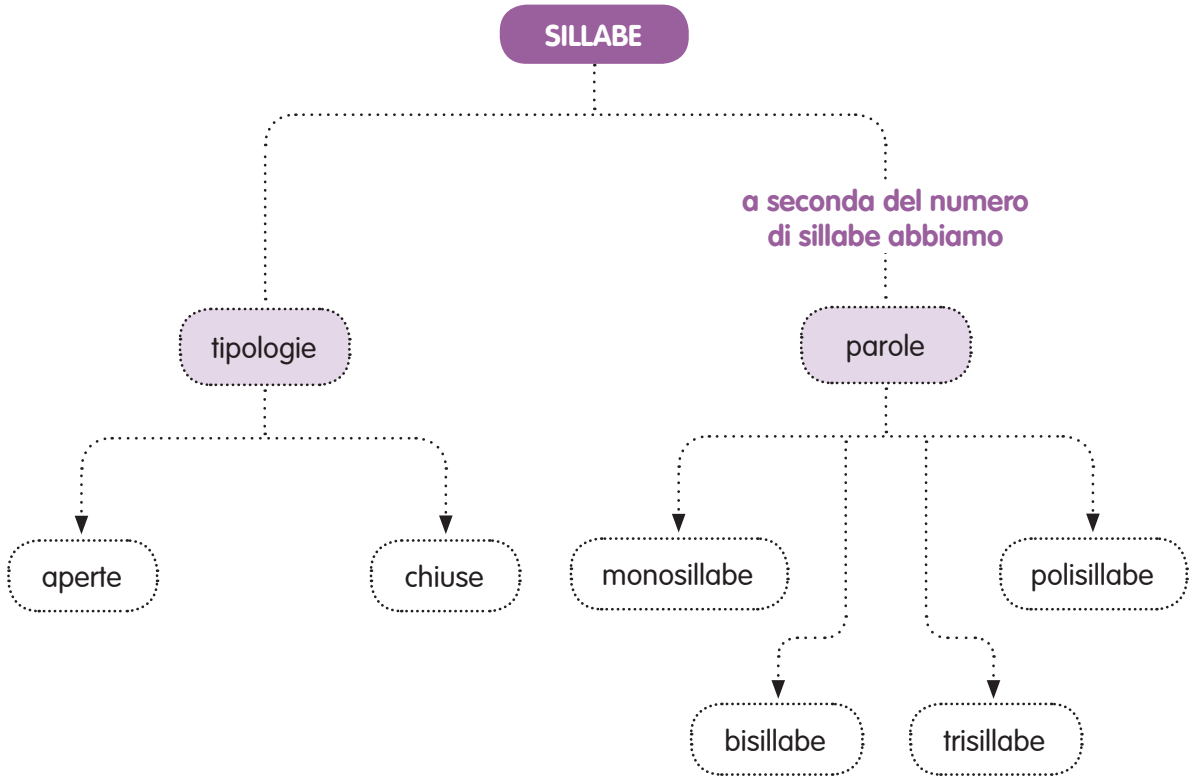 SILLABE
a seconda del numero
di sillabe abbiamo
tipologie
parole
aperte
chiuse
monosillabe
polisillabe
bisillabe
trisillabe